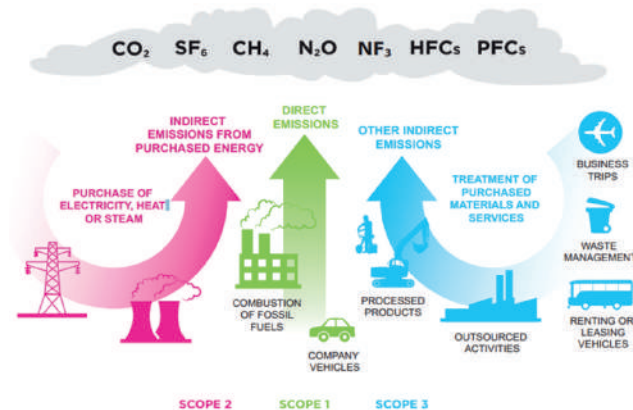 CO₂ SF₆ CH₄ N₂O NF₃ HFCs PFCs
INDIRECT
EMISSIONS FROM
PURCHASED ENERGY
DIRECT
EMISSIONS
OTHER INDIRECT
EMISSIONS
PURCHASE OF
ELECTRICITY, HEAT
OR STEAM
TREATMENT OF
PURCHASED
MATERIALS AND
SERVICES
BUSINESS
TRIPS
WASTE
MANAGEMENT
COMBUSTION
OF FOSSIL
FUELS
PROCESSED
PRODUCTS
COMPANY
VEHICLES
OUTSOURCED
ACTIVITIES
RENTING OR
LEASING
VEHICLES
SCOPE 2 SCOPE 1 SCOPE 3